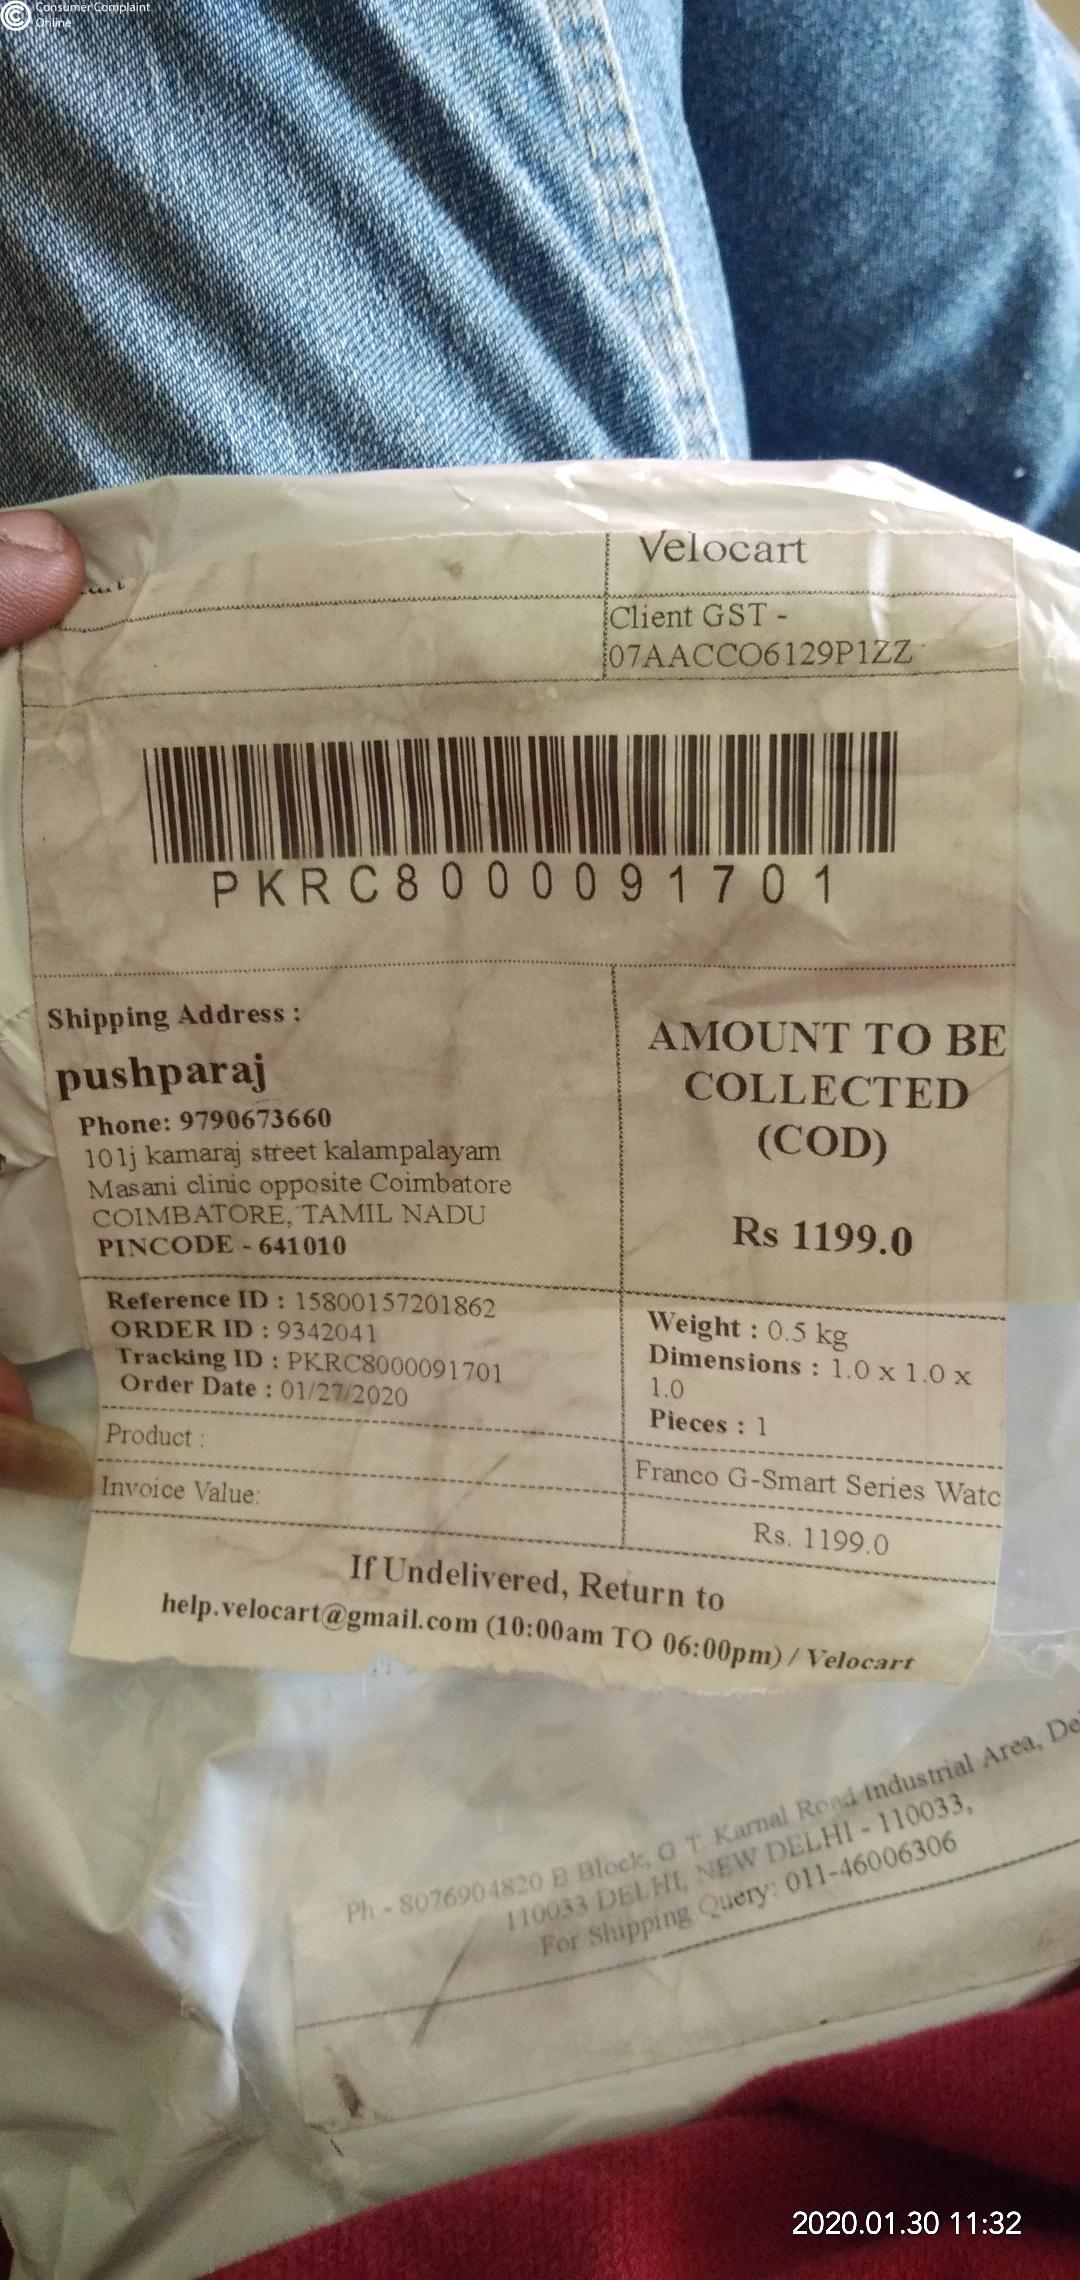 Consumer Complaint
Online
Velocart
Client GST -
07AACCO6129P1ZZ
PKRC8000091701
Shipping Address :
pushparaj
Phone: 9790673660
101j kamaraj street kalampalayam
Masani clinic opposite Coimbatore
COIMBATORE, TAMIL NADU
PINCODE - 641010
AMOUNT TO BE
COLLECTED
(COD)
Rs 1199.0
Reference ID : 15800157201862
ORDER ID : 9342041
Tracking ID : PKRC8000091701
Order Date : 01/27/2020
Weight : 0.5 kg
Dimensions : 1.0 x 1.0 x
1.0
Pieces : 1
Product :
Franco G-Smart Series Watc
Invoice Value:
Rs. 1199.0
If Undelivered, Return to
help.velocart@gmail.com (10:00am TO 06:00pm) / Velocart
Ph - 8076904820 B Block, G T. Karnal Road Industrial Area, De
110033 DELHI, NEW DELHI - 110033,
For Shipping Query: 011-46006306
2020.01.30 11:32